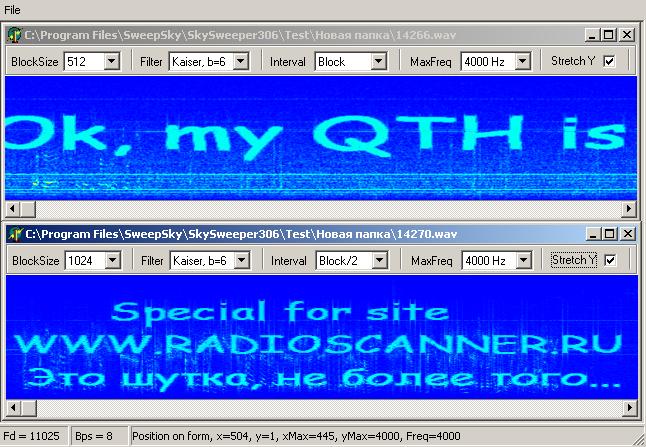 File
C:\Program Files\SweepSky\SkySweeper306\Test\Новая папка\14266.wav
BlockSize 512 Filter Kaiser, b=6 Interval Block MaxFreq 4000 Hz Stretch Y
Ok, my QTH is
C:\Program Files\SweepSky\SkySweeper306\Test\Новая папка\14270.wav
BlockSize 1024 Filter Kaiser, b=6 Interval Block/2 MaxFreq 4000 Hz Stretch Y
Special for site
WWW.RADIOSCANNER.RU
Это шутка, не более того...
Fd = 11025 Bps = 8 Position on form, x=504, y=1, xMax=445, yMax=4000, Freq=4000